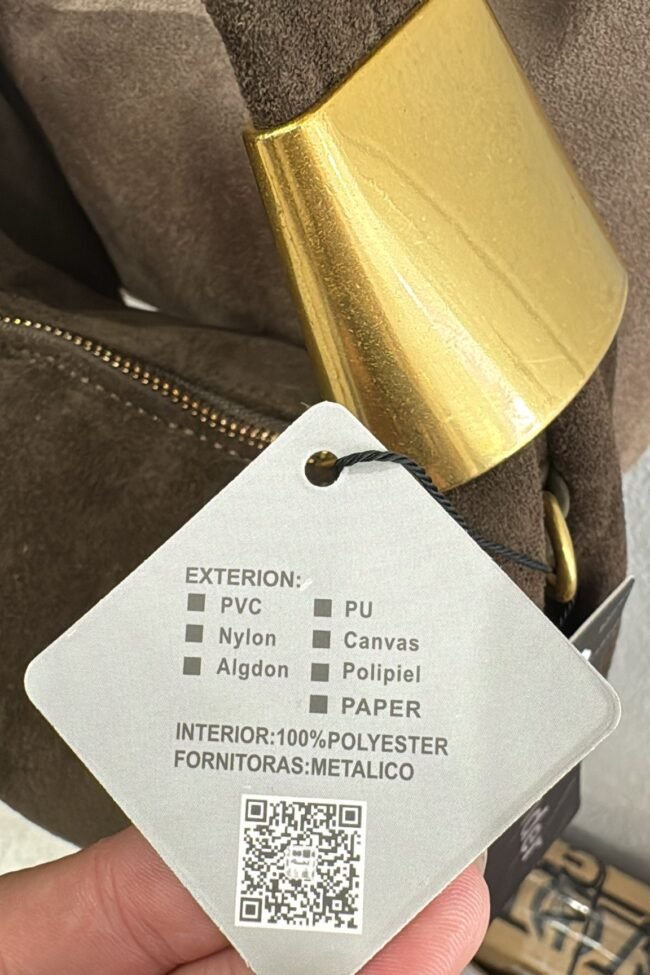 EXTERION:
■ PVC ■ PU
■ Nylon ■ Canvas
■ Algdon ■ Polipiel
■ PAPER
INTERIOR:100%POLYESTER
FORNITORAS:METALICO